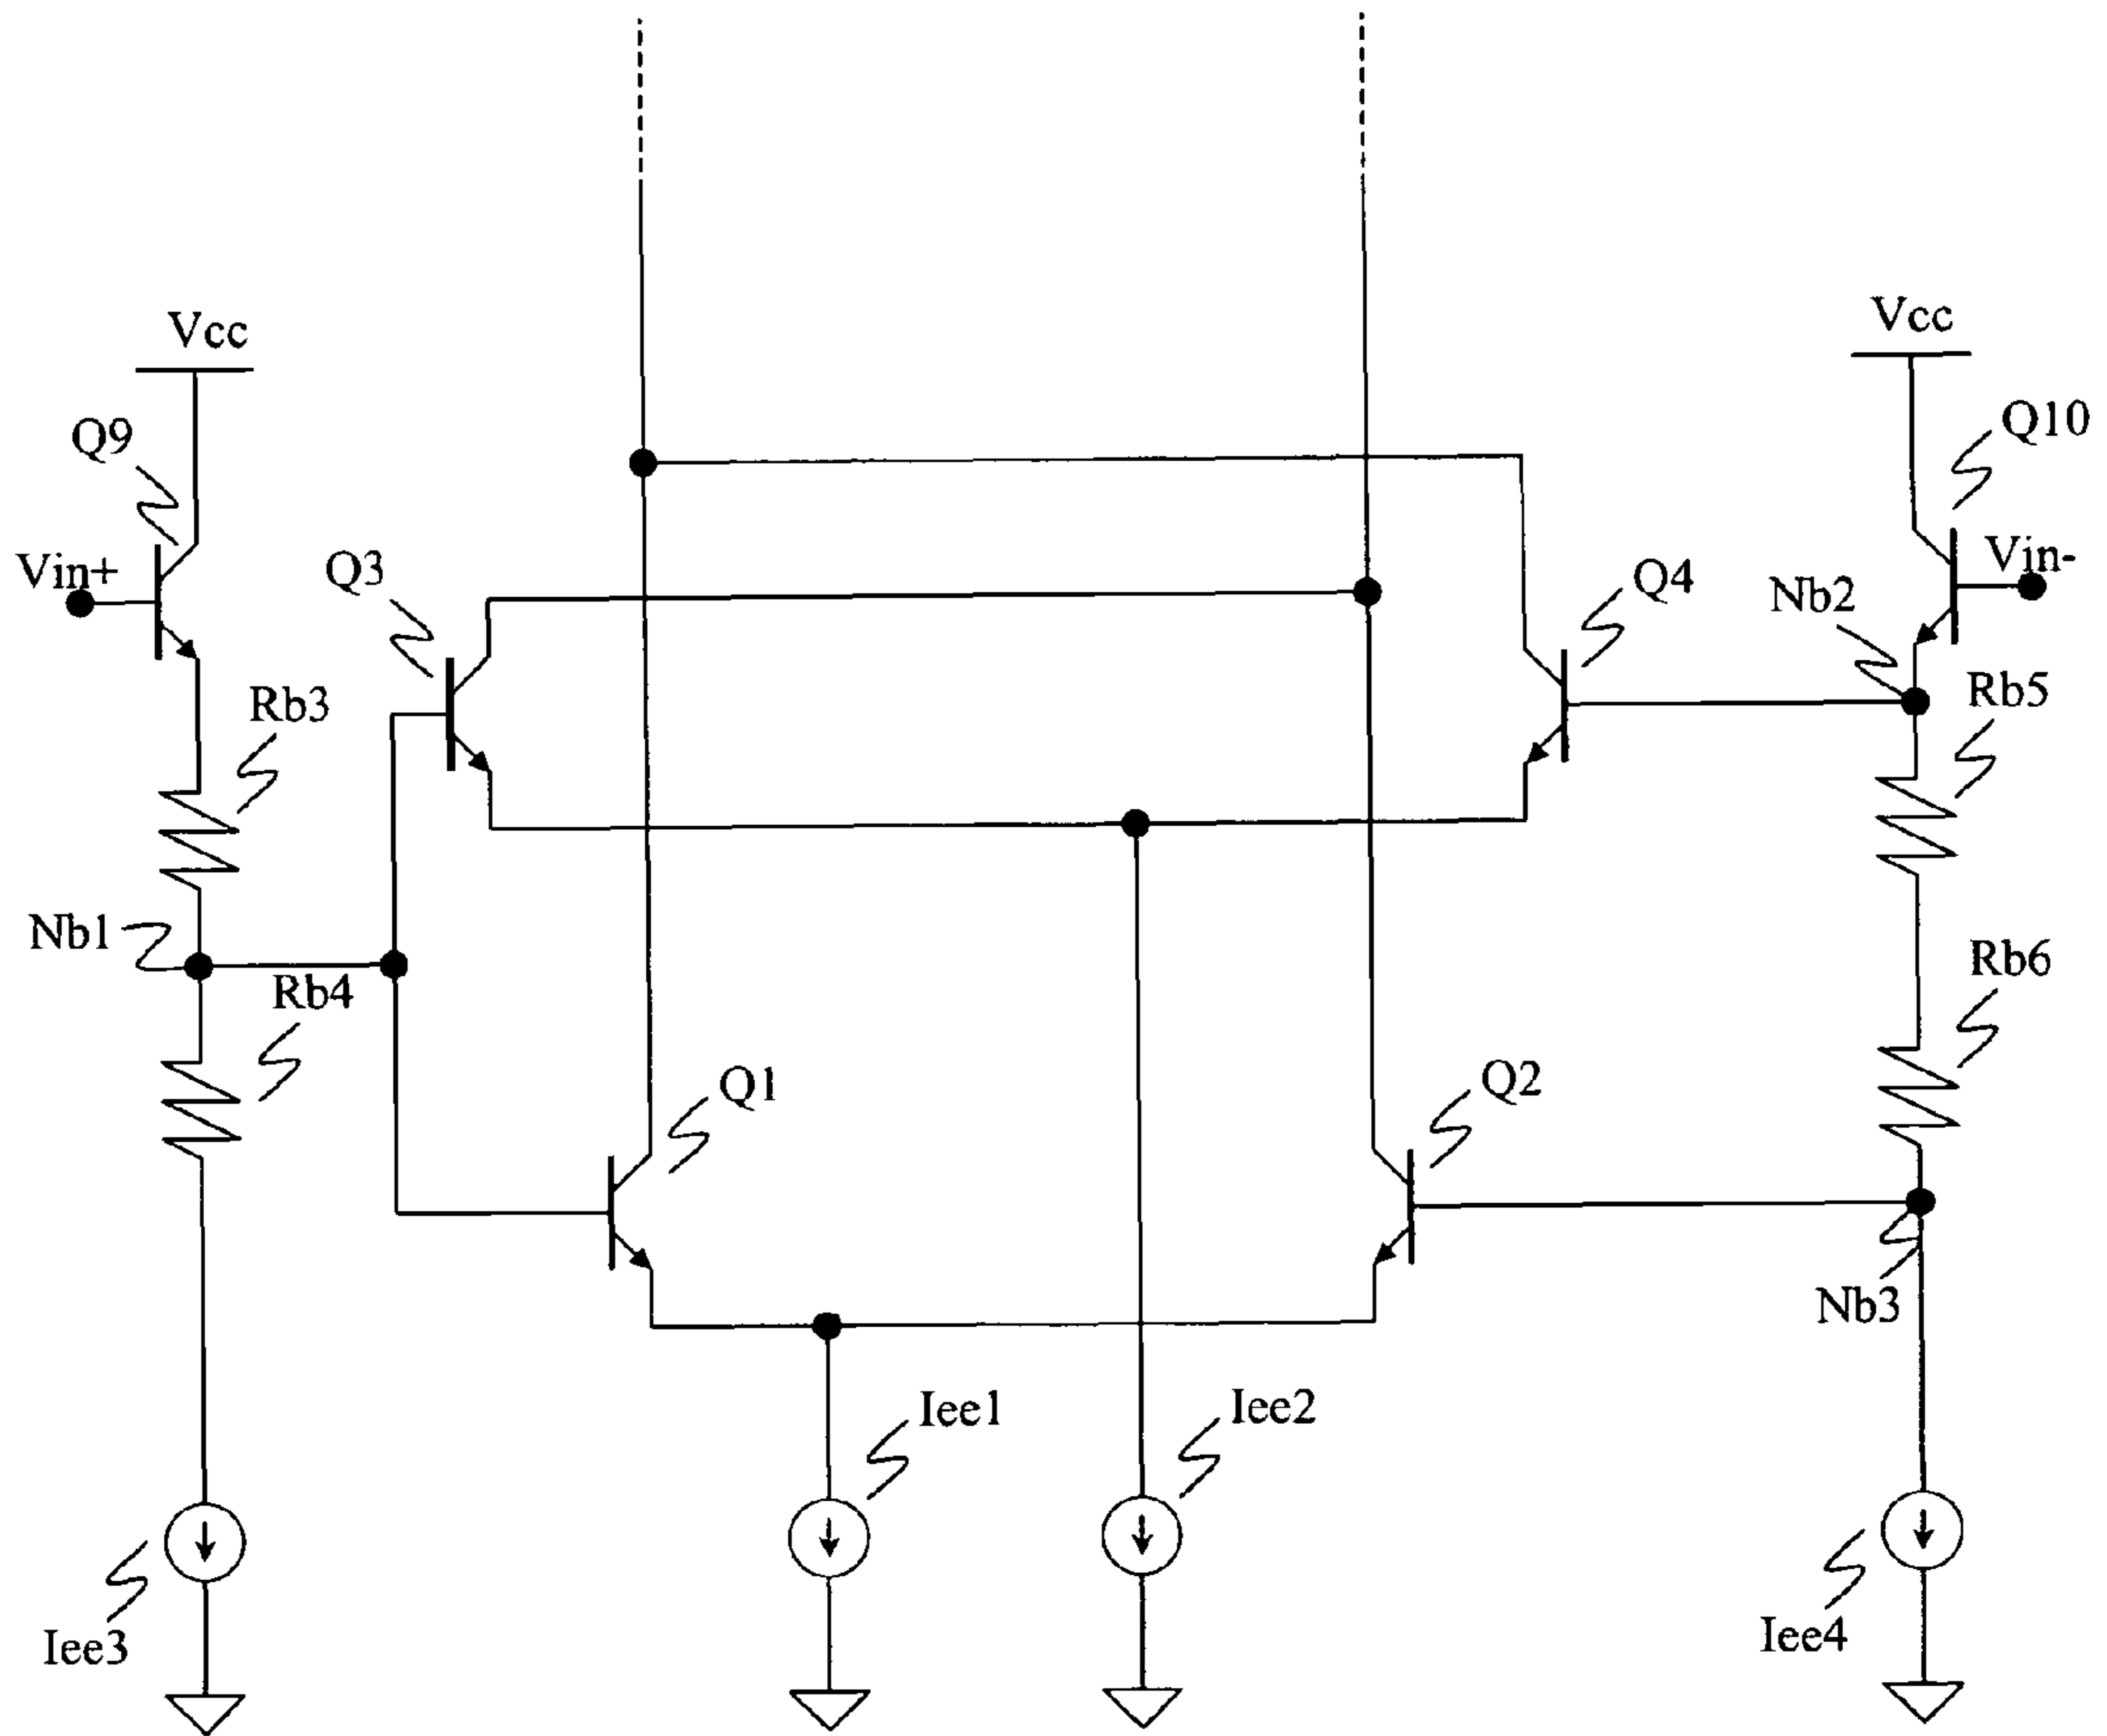 Vcc
Vcc
Q9
Q10
Vin+
Q3
Vin-
Q4
Nb2
Rb3
Rb5
Nb1
Rb4
Rb6
Q1
Q2
Nb3
Iee1
Iee2
Iee3
Iee4